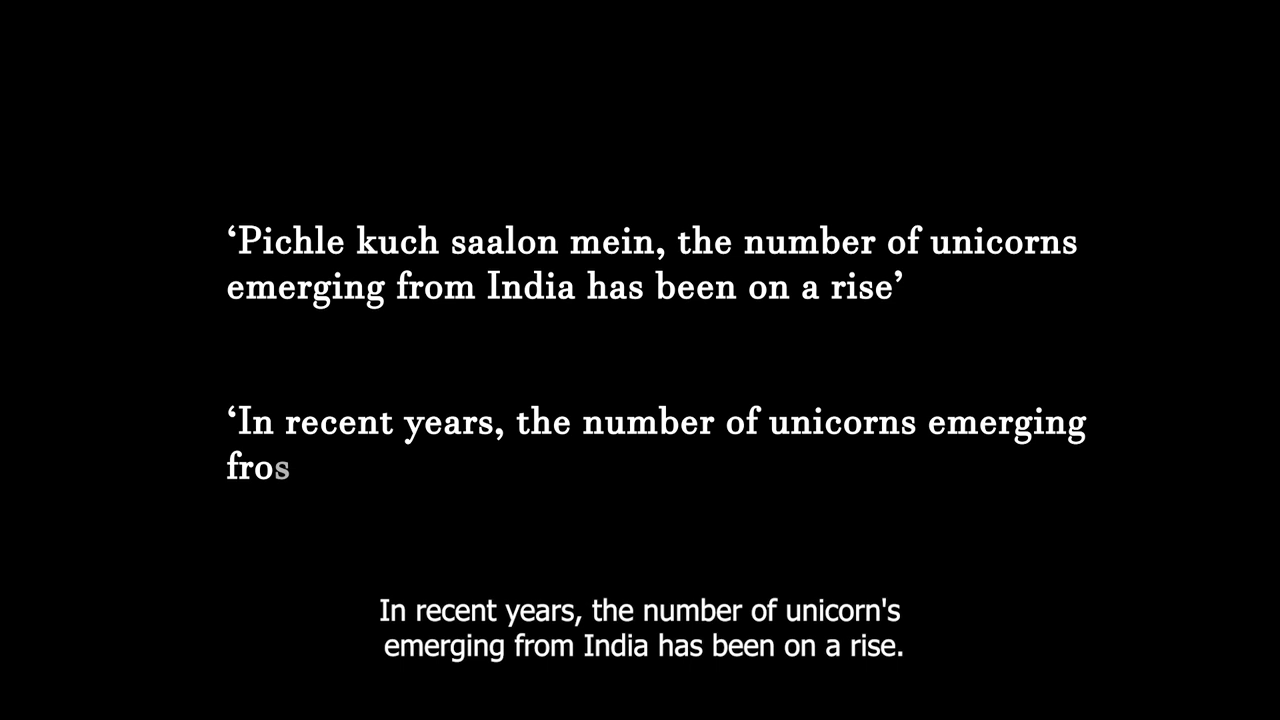 ‘Pichle kuch saalon mein, the number of unicorns
emerging from India has been on a rise’
‘In recent years, the number of unicorns emerging
fros
In recent years, the number of unicorn's
emerging from India has been on a rise.